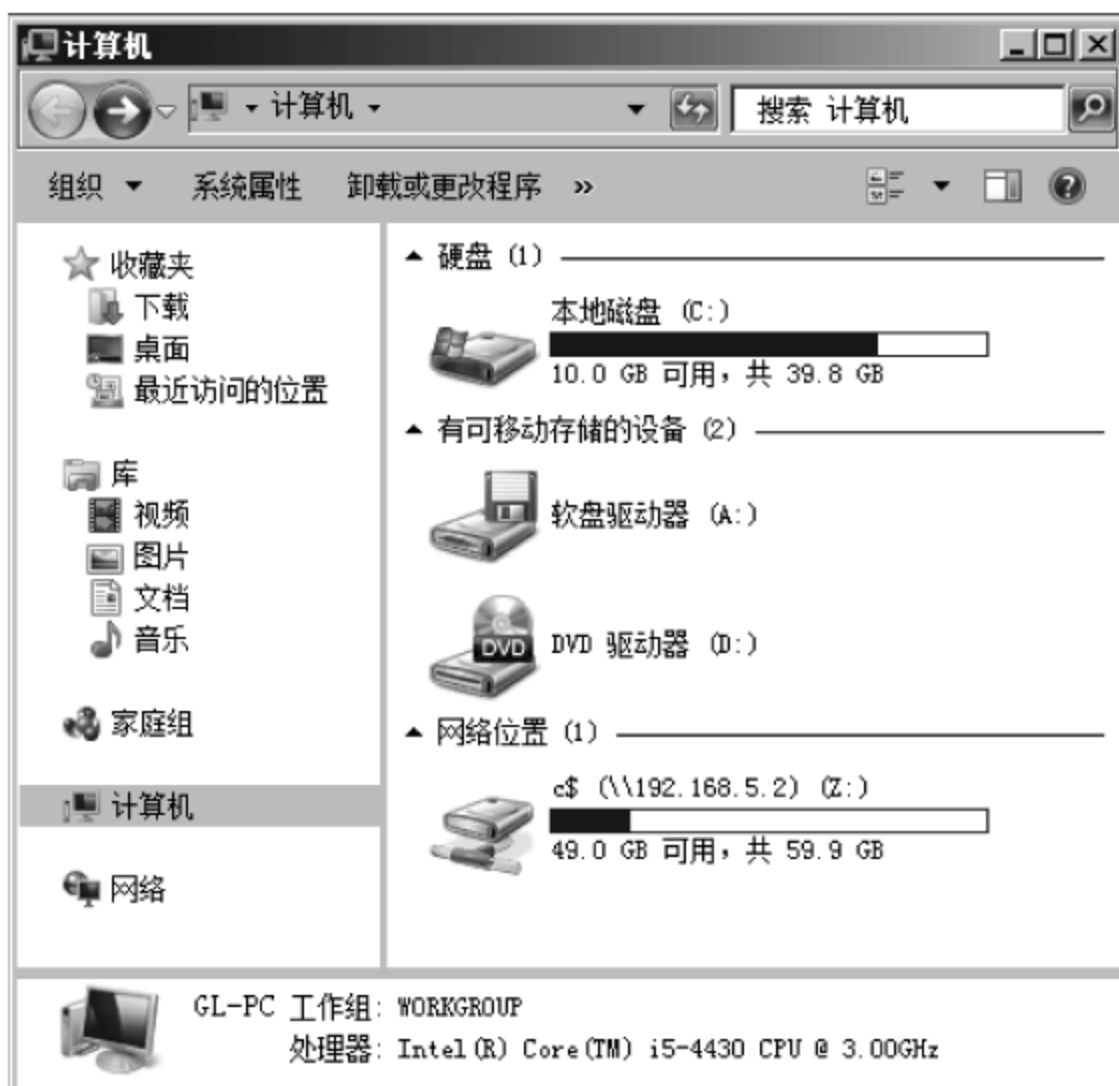 计算机
计算机
搜索 计算机
组织 系统属性 卸载或更改程序 »
收藏夹
下载
桌面
最近访问的位置
库
视频
图片
文档
音乐
家庭组
计算机
网络
硬盘 (1)
本地磁盘 (C:)
10.0 GB 可用，共 39.8 GB
有可移动存储的设备 (2)
软盘驱动器 (A:)
DVD
DVD 驱动器 (D:)
网络位置 (1)
c$ (\\192.168.5.2) (Z:)
49.0 GB 可用，共 59.9 GB
GL-PC 工作组: WORKGROUP
处理器: Intel(R) Core(TM) i5-4430 CPU @ 3.00GHz